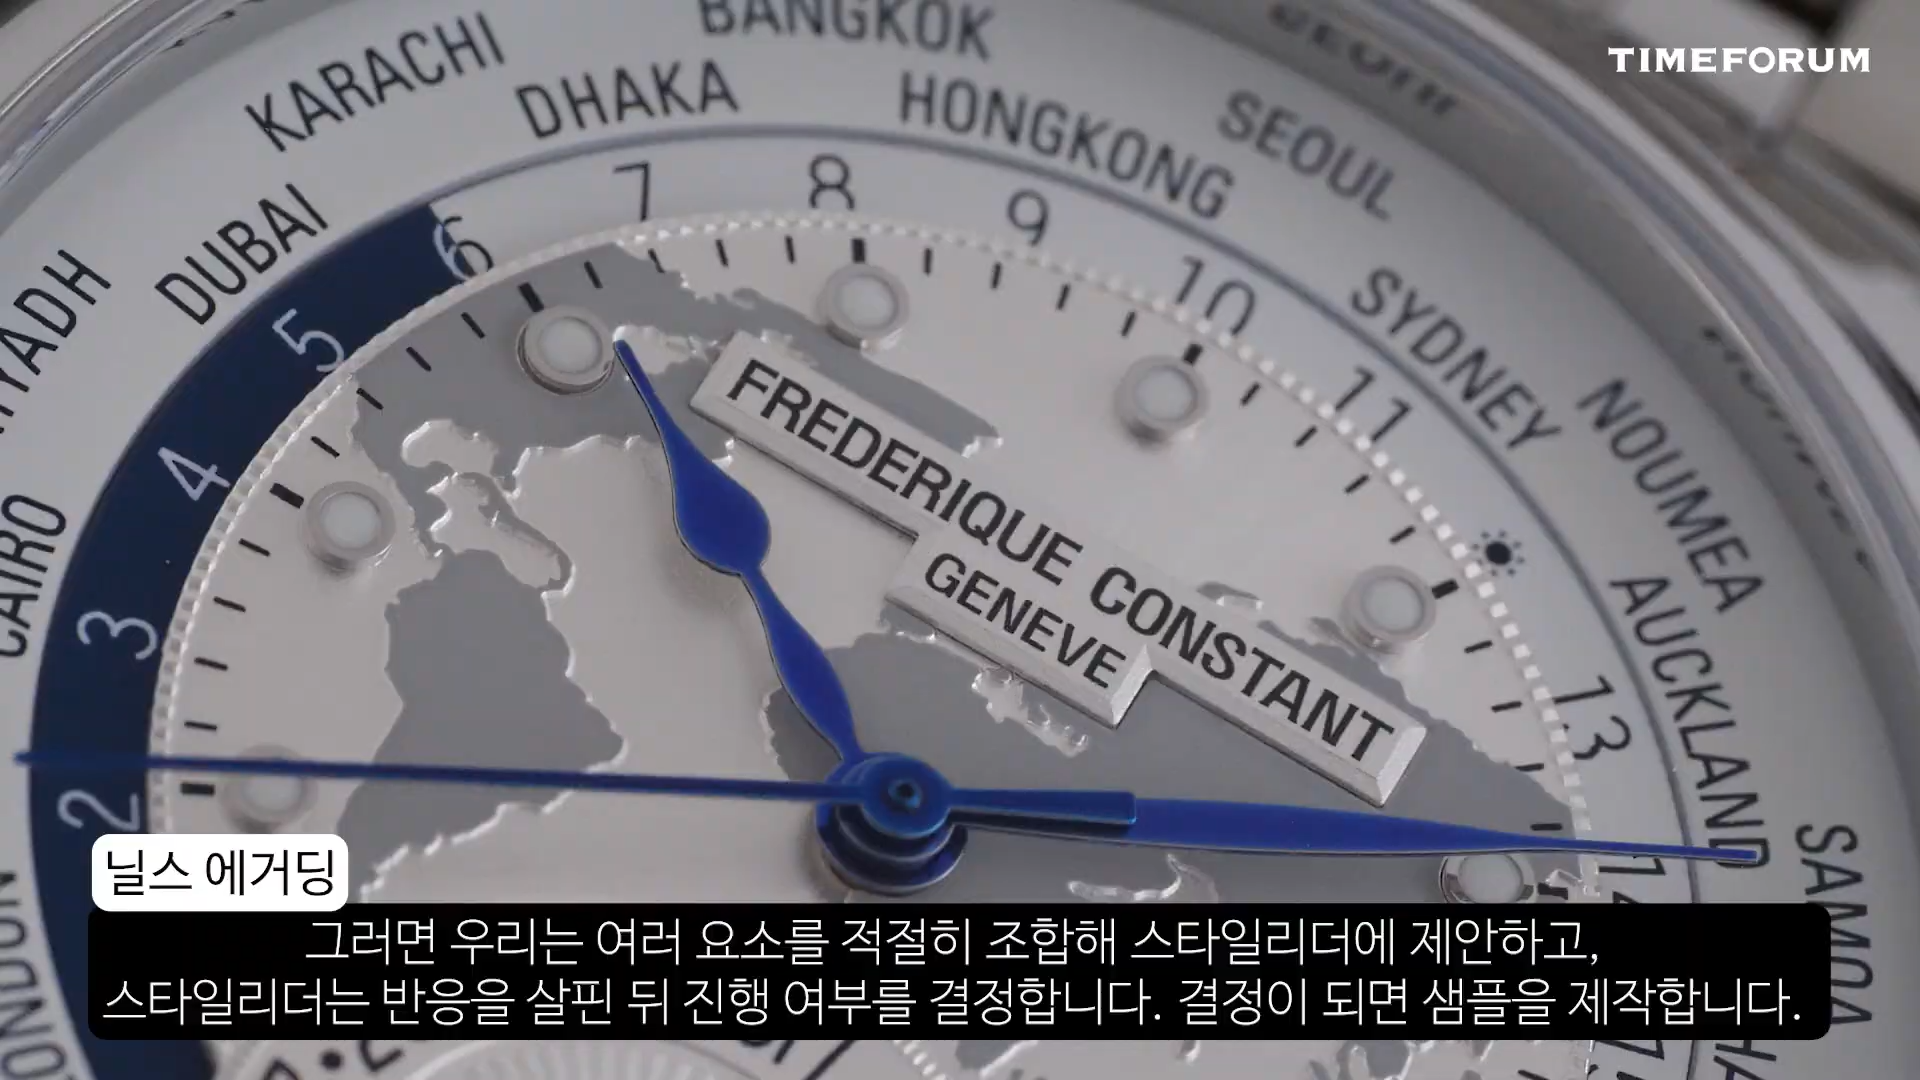 TIMEFORUM
BANGKOK
KARACHI
DHAKA
HONGKONG
SEOUL
DUBAI
SYDNEY
NOUMEA
AUCKLAND
SAMOA
CAIRO
2
3
4
5
6
7
8
9
10
11
13
14
FREDERIQUE CONSTANT
GENEVE
닐스 에거딩
그러면 우리는 여러 요소를 적절히 조합해 스타일리더에 제안하고,
스타일리더는 반응을 살핀 뒤 진행 여부를 결정합니다. 결정이 되면 샘플을 제작합니다.